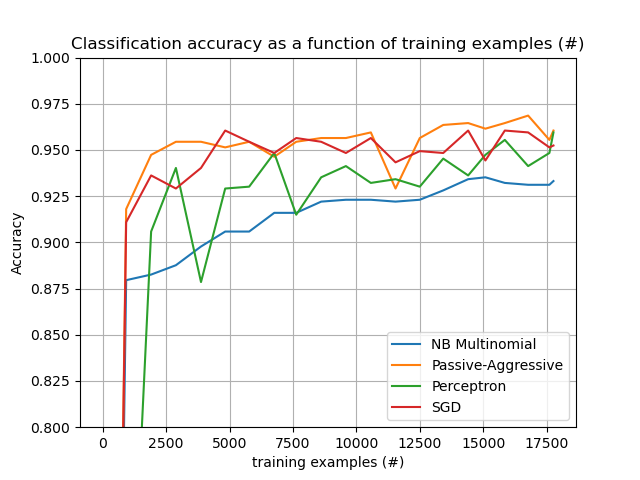 Classification accuracy as a function of training examples (#)
1.000
0.975
0.950
0.925
0.900
0.875
0.850
0.825
0.800
Accuracy
NB Multinomial
Passive-Aggressive
Perceptron
SGD
0 2500 5000 7500 10000 12500 15000 17500
training examples (#)